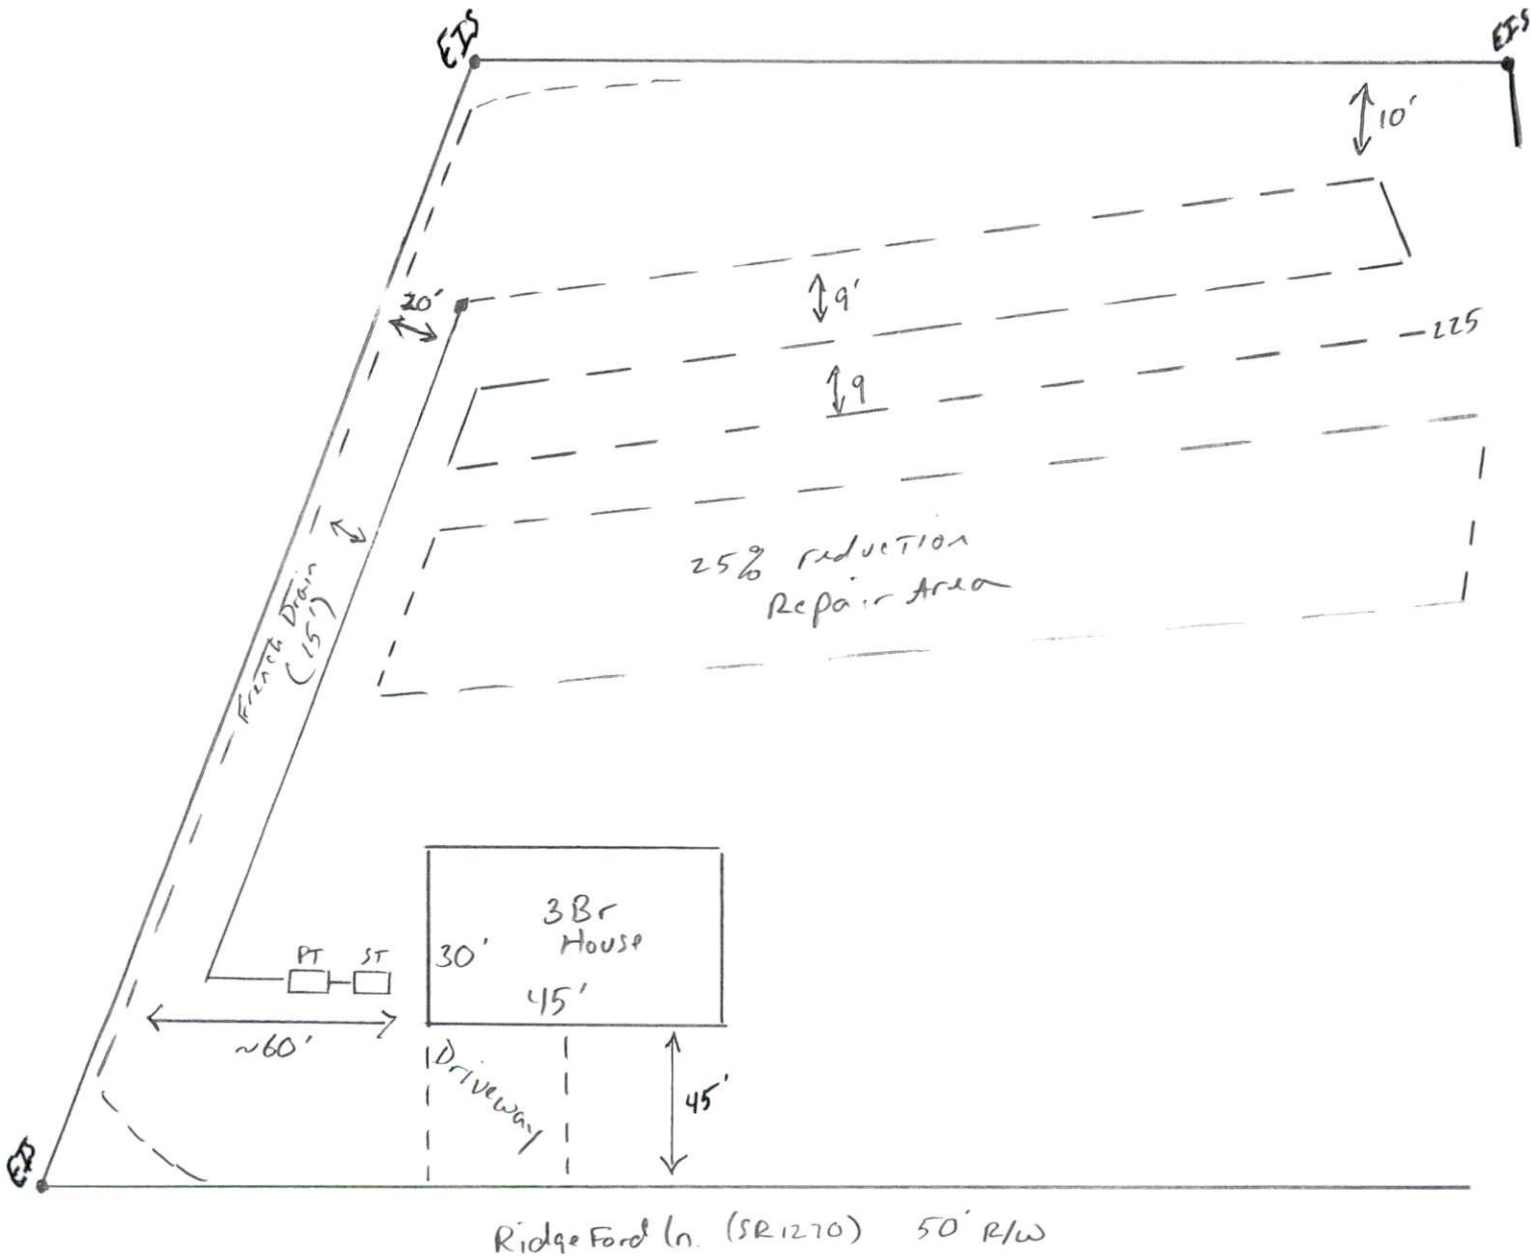 EIS
EIS
10'
20'
9'
225
9
25% reduction
Repair Area
French Drain
(15')
3Br
House
PT
ST
30'
45'
~60'
Driveway
45'
EIS
Ridge Ford Ln. (SR1270) 50' R/W